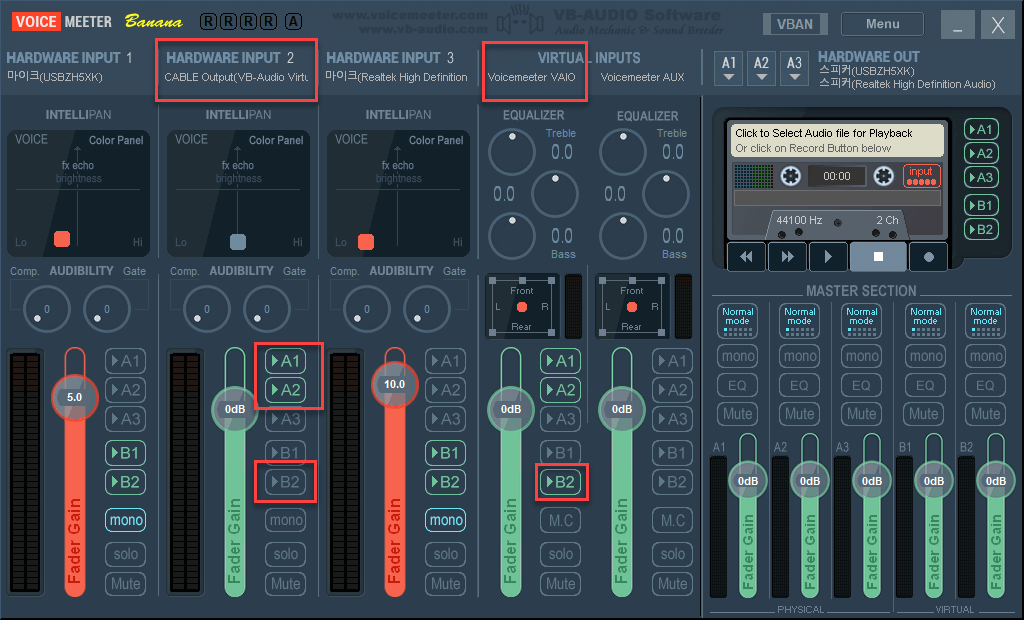 VOICE MEETER Banana R R R R A www.voicemeeter.com www.vb-audio.com VB-AUDIO Software Audio Mechanic & Sound Breeder VBAN Menu _ X
HARDWARE INPUT 1
마이크(USBZH5XK)
HARDWARE INPUT 2
CABLE Output(VB-Audio Virtu
HARDWARE INPUT 3
마이크(Realtek High Definition
VIRTUAL INPUTS
Voicemeeter VAIO Voicemeeter AUX
A1 A2 A3
HARDWARE OUT
스피커(USBZH5XK)
스피커(Realtek High Definition Audio)
INTELLIPAN
VOICE Color Panel
fx echo
brightness
Lo Hi
Comp. AUDIBILITY Gate
0 0
5.0
Fader Gain
A1
A2
A3
B1
B2
mono
solo
Mute
INTELLIPAN
VOICE Color Panel
fx echo
brightness
Lo Hi
Comp. AUDIBILITY Gate
0 0
0dB
Fader Gain
A1
A2
A3
B1
B2
mono
solo
Mute
INTELLIPAN
VOICE Color Panel
fx echo
brightness
Lo Hi
Comp. AUDIBILITY Gate
0 0
10.0
Fader Gain
A1
A2
A3
B1
B2
mono
solo
Mute
EQUALIZER
Treble
0.0
0.0
0.0
Bass
Front
L R
Rear
0dB
Fader Gain
A1
A2
A3
B1
B2
M.C
solo
Mute
EQUALIZER
Treble
0.0
0.0
0.0
Bass
Front
L R
Rear
0dB
Fader Gain
A1
A2
A3
B1
B2
M.C
solo
Mute
Click to Select Audio file for Playback
Or click on Record Button below
00:00
input
44100 Hz 2 Ch
A1
A2
A3
B1
B2
MASTER SECTION
Normal mode Normal mode Normal mode Normal mode Normal mode
mono mono mono mono mono
EQ EQ EQ EQ EQ
Mute Mute Mute Mute Mute
A1 A2 A3 B1 B2
0dB 0dB 0dB 0dB 0dB
Fader Gain Fader Gain Fader Gain Fader Gain Fader Gain
PHYSICAL VIRTUAL